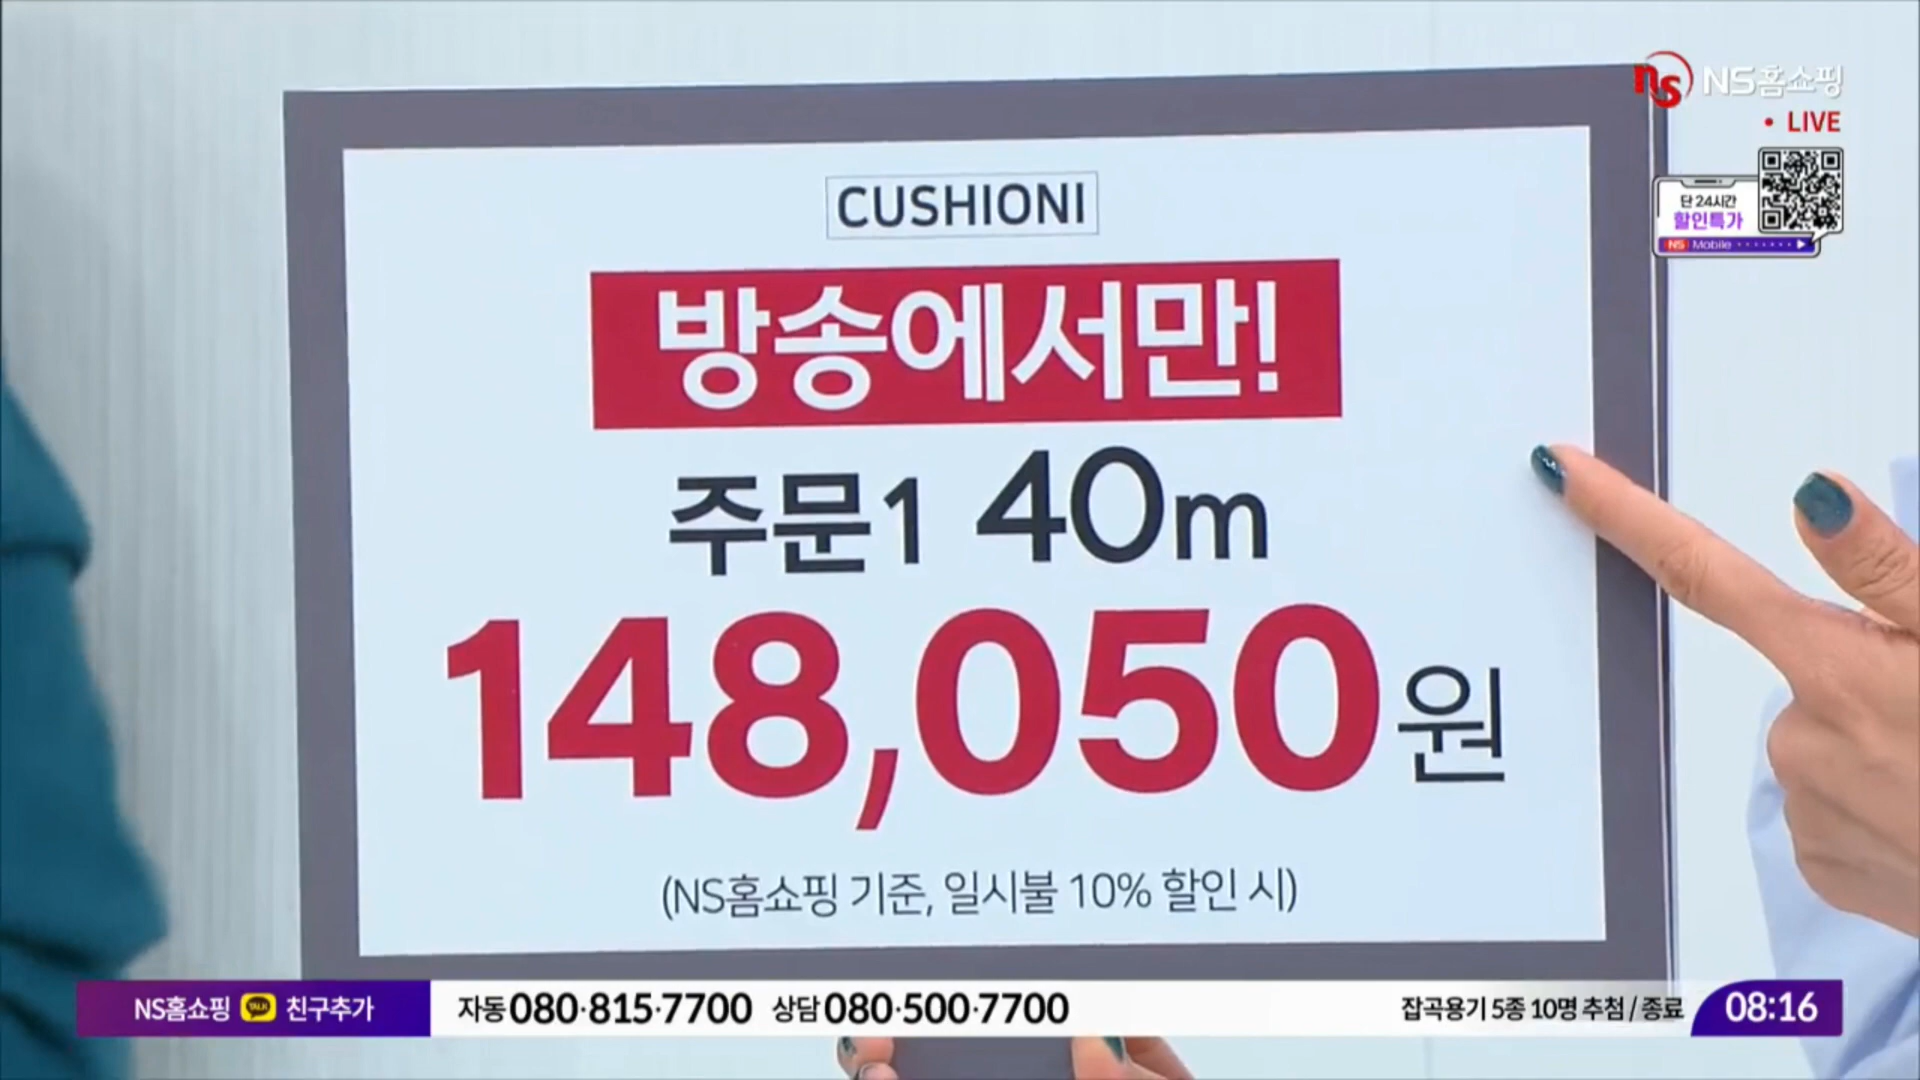 ns NS홈쇼핑
• LIVE
단 24시간
할인특가
NS Mobile
CUSHIONI
방송에서만!
주문1 40m
148,050원
(NS홈쇼핑 기준, 일시불 10% 할인 시)
NS홈쇼핑 TALK 친구추가
자동 080·815·7700 상담 080·500·7700
잡곡용기 5종 10명 추첨 / 종료
08:16